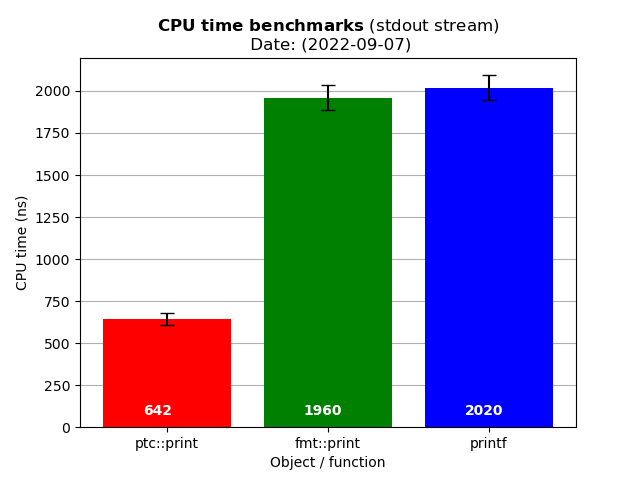 CPU time benchmarks (stdout stream)
Date: (2022-09-07)
CPU time (ns)
2000
1750
1500
1250
1000
750
500
250
0
642
1960
2020
ptc::print
fmt::print
printf
Object / function